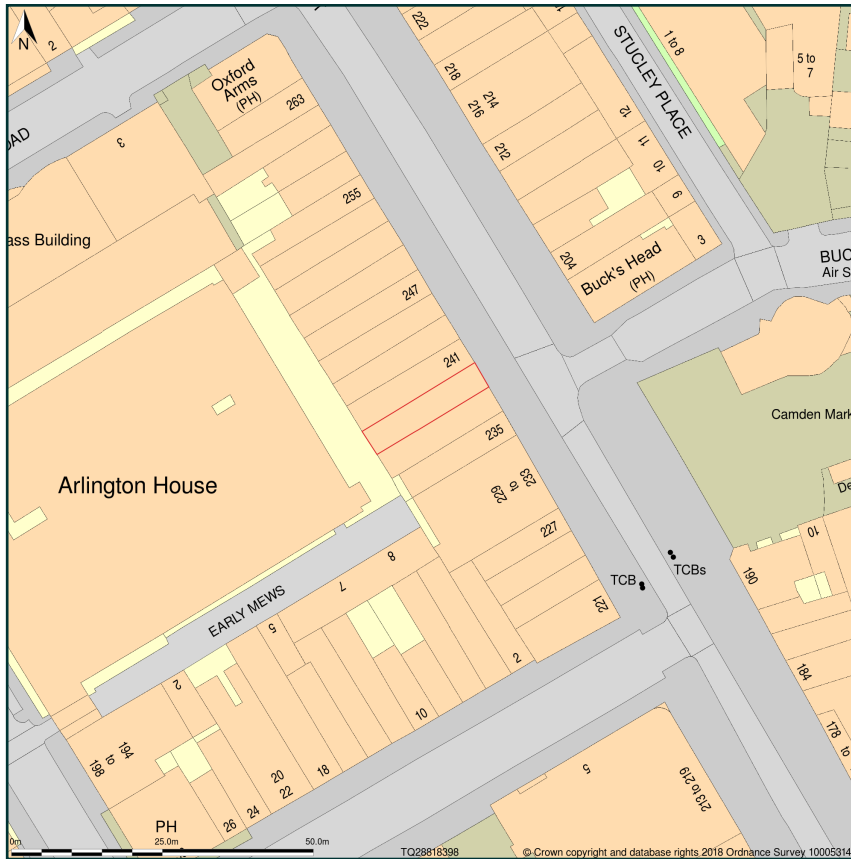 N
2
OAD
3
Oxford
Arms
(PH)
263
222
218
214
216
212
STUCLEY PLACE
1 to 8
5 to
7
12
11
10
9
3
255
ass Building
204
Buck's Head
(PH)
BUC
Air S
247
241
Camden Mark
235
233
to
229
Arlington House
De
227
10
8
7
TCB
TCBs
190
221
EARLY MEWS
5
2
2
184
10
178
to
194
to
198
20
22
18
5
213 to 219
24
26
PH
0m
25.0m
50.0m
TQ28818398
© Crown copyright and database rights 2018 Ordnance Survey 10005314